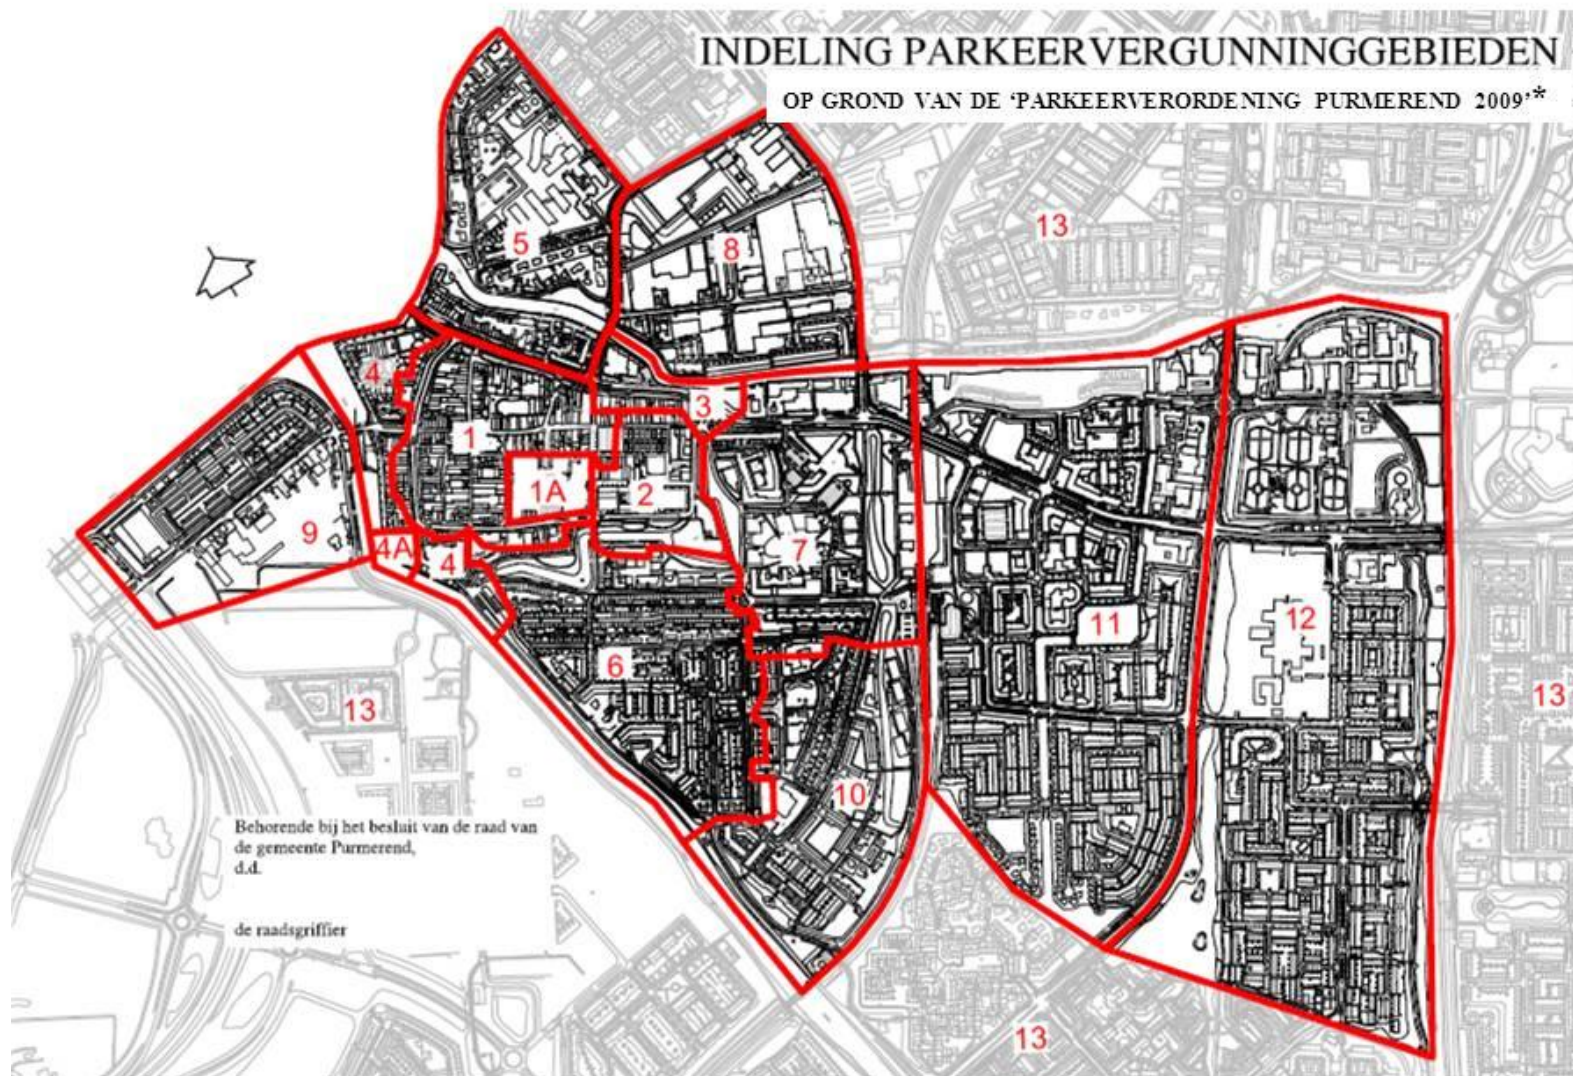 INDELING PARKEERVERGUNNINGGEBIEDEN
OP GROND VAN DE ‘PARKEERVERORDENING PURMEREND 2009’*
5
8
13
4
3
1
1A
2
9
4A
4
7
12
11
6
13
13
10
Behorende bij het besluit van de raad van
de gemeente Purmerend,
d.d.
de raadsgriffier
13